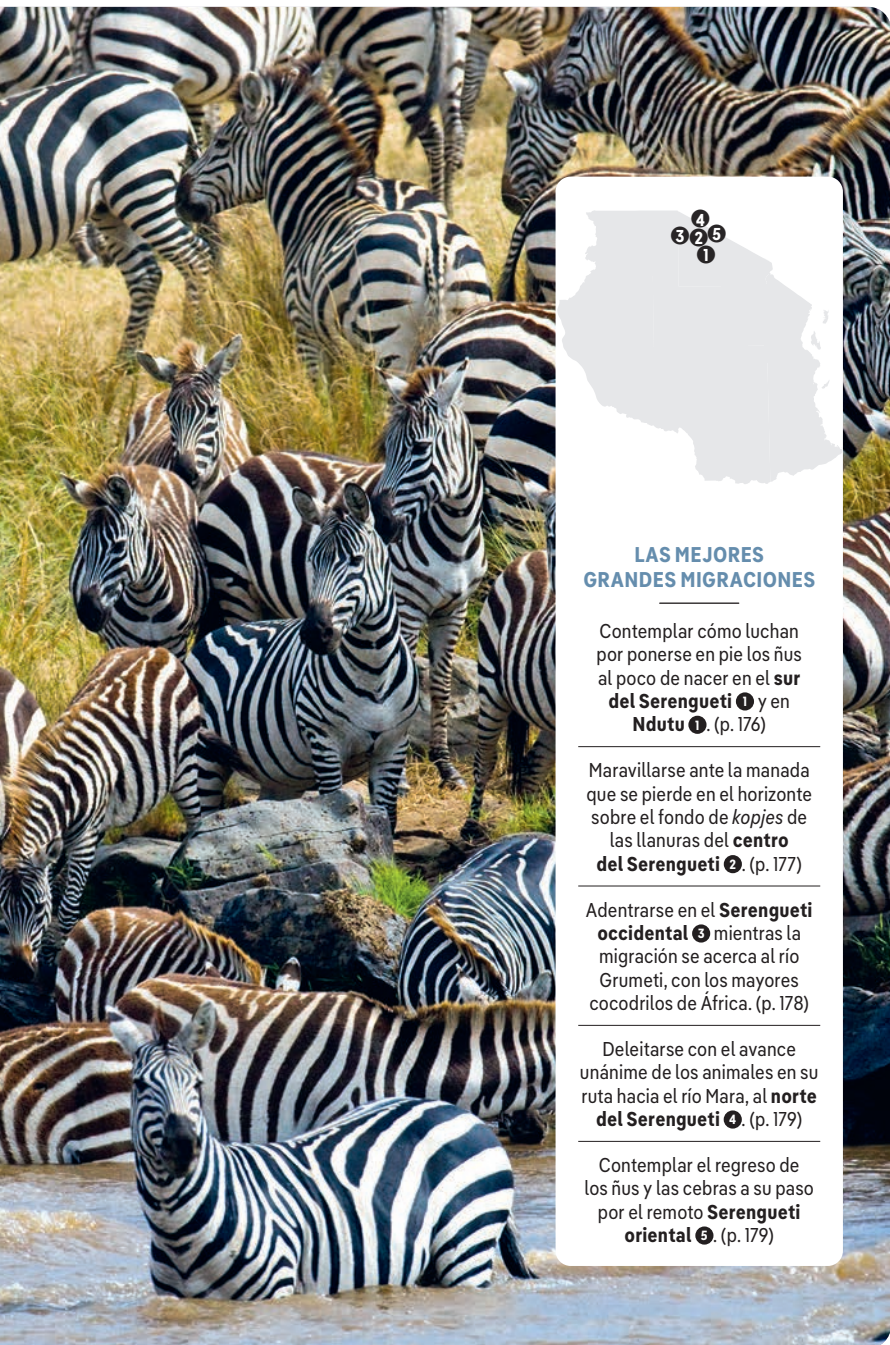 4
3 2 5
1
LAS MEJORES
GRANDES MIGRACIONES
Contemplar cómo luchan
por ponerse en pie los ñus
al poco de nacer en el sur
del Serengueti 1 y en
Ndutu 1. (p. 176)
Maravillarse ante la manada
que se pierde en el horizonte
sobre el fondo de kopjes de
las llanuras del centro
del Serengueti 2. (p. 177)
Adentrarse en el Serengueti
occidental 3 mientras la
migración se acerca al río
Grumeti, con los mayores
cocodrilos de África. (p. 178)
Deleitarse con el avance
unánime de los animales en su
ruta hacia el río Mara, al norte
del Serengueti 4. (p. 179)
Contemplar el regreso de
los ñus y las cebras a su paso
por el remoto Serengueti
oriental 5. (p. 179)